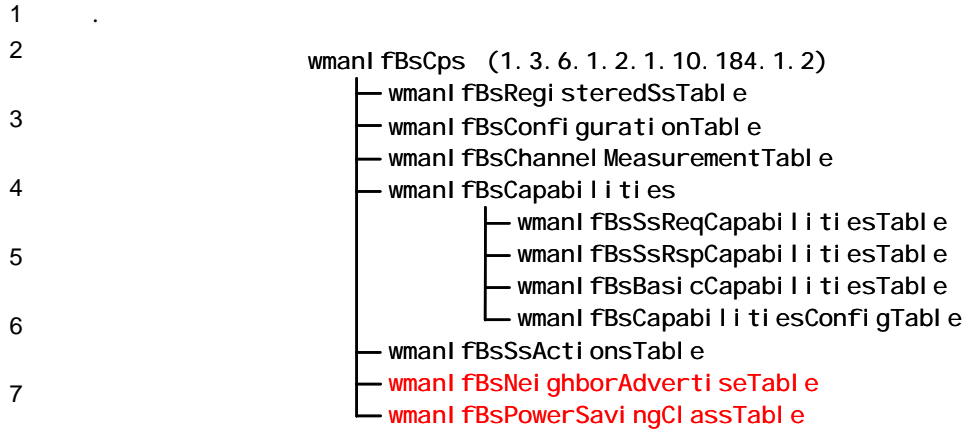 1 .
2
wmanIfBsCps (1.3.6.1.2.1.10.184.1.2)
wmanIfBsRegisteredSsTable
3
wmanIfBsConfigurationTable
wmanIfBsChannelMeasurementTable
4
wmanIfBsCapabilities
wmanIfBsSsReqCapabilitiesTable
5
wmanIfBsSsRspCapabilitiesTable
wmanIfBsBasicCapabilitiesTable
6
wmanIfBsCapabilitiesConfigTable
wmanIfBsSsActionsTable
7
wmanIfBsNeighborAdvertiseTable
wmanIfBsPowerSavingClassTable